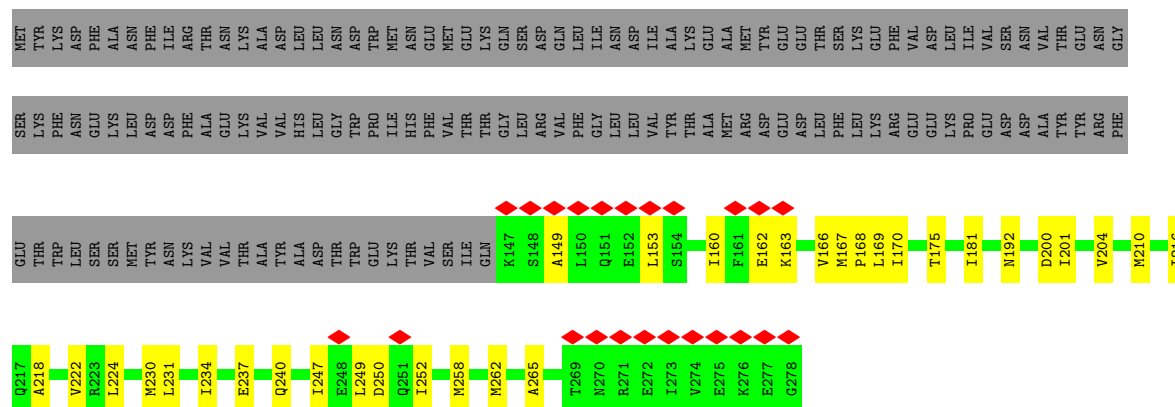 MET TYR LYS ASP PHE ALA ASN PHE ILE ARG THR ASN LYS ALA ASP LEU LEU ASN ASP TRP MET ASN GLU MET GLU LYS GLN SER ASP GLN LEU ILE ASN ASP ILE ALA LYS GLU ALA MET TYR GLU GLU THR SER LYS GLU PHE VAL ASP LEU ILE VAL SER ASN VAL THR GLU ASN GLY
SER LYS PHE ASN GLU LYS LEU ASP ASP PHE ALA GLU LYS VAL VAL HIS LEU GLY TRP PRO ILE HIS PHE VAL THR THR GLY LEU ARG VAL PHE GLY LEU LEU VAL TYR THR ALA MET ARG ASP GLU ASP LEU PHE LEU LYS ARG GLU GLU LYS PRO GLU ASP ASP ALA TYR TYR ARG PHE
GLU THR TRP LEU SER SER MET TYR ASN LYS VAL VAL THR ALA TYR ALA ASP THR TRP GLU LYS THR VAL SER ILE GLN K147 S148 A149 L150 Q151 E152 L153 S154 I160 F161 E162 K163 V166 M167 P168 L169 I170 T175 I181 N192 D200 I201 V204 M210
Q217 A218 V222 R223 L224 M230 L231 I234 E237 Q240 I247 E248 L249 D250 Q251 I252 M258 M262 A265 T269 N270 R271 E272 I273 V274 E275 K276 E277 G278